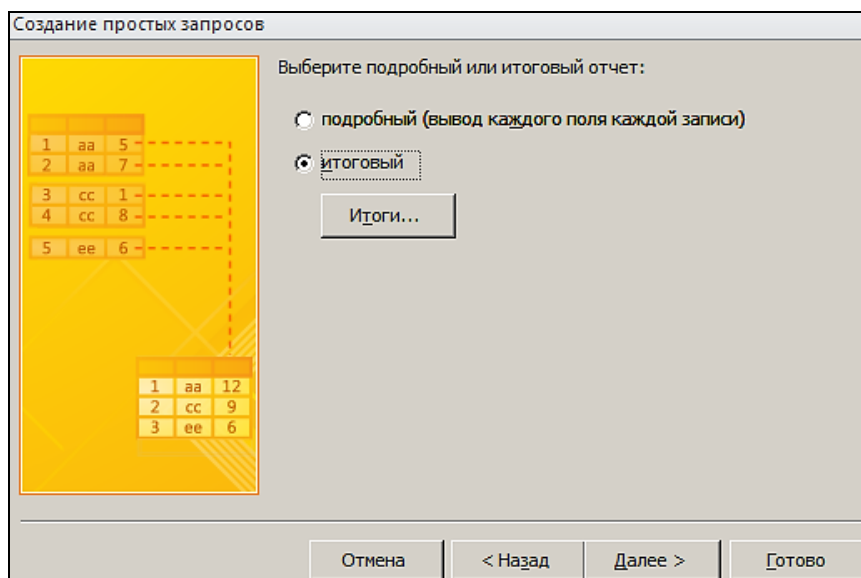 Создание простых запросов
Выберите подробный или итоговый отчет:
подробный (вывод каждого поля каждой записи)
итоговый
Итоги...
1 aa 5
2 aa 7
3 cc 1
4 cc 8
5 ee 6
1 aa 12
2 cc 9
3 ee 6
Отмена
< Назад
Далее >
Готово